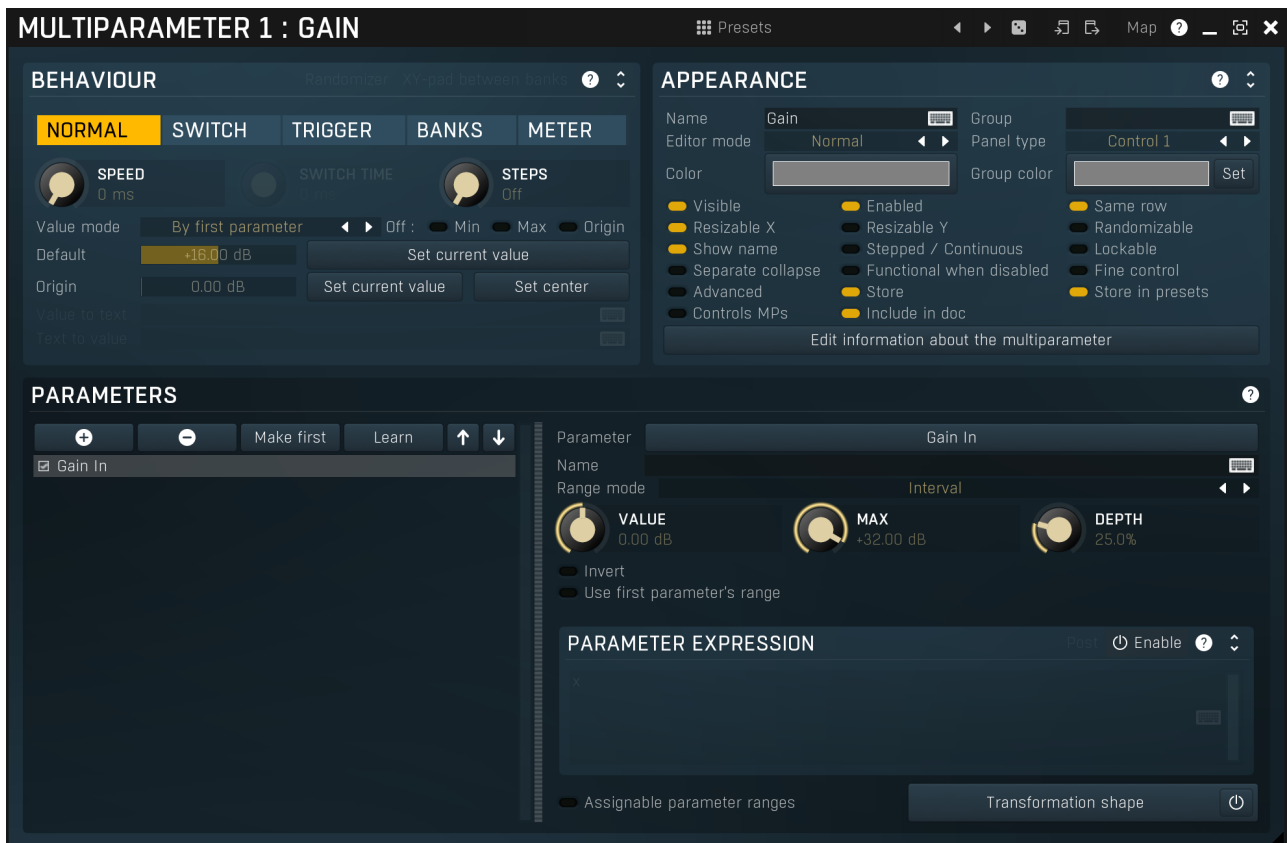 MULTIPARAMETER 1 : GAIN
Presets
Map ?
BEHAVIOUR
Randomizer XY-pad between banks ?
NORMAL SWITCH TRIGGER BANKS METER
SPEED
0 ms
SWITCH TIME
STEPS
Off
Value mode By first parameter Off : Min Max Origin
Default +16.00 dB Set current value
Origin 0.00 dB Set current value Set center
Value to text
Text to value
APPEARANCE ?
Name Gain Group
Editor mode Normal Panel type Control 1
Color Group color Set
Visible Enabled Same row
Resizable X Resizable Y Randomizable
Show name Stepped / Continuous Lockable
Separate collapse Functional when disabled Fine control
Advanced Store Store in presets
Controls MPs Include in doc
Edit information about the multiparameter
PARAMETERS ?
Make first Learn
Gain In
Parameter Gain In
Name
Range mode Interval
VALUE
0.00 dB
MAX
+32.00 dB
DEPTH
25.0%
Invert
Use first parameter's range
PARAMETER EXPRESSION Post Enable ?
x
Assignable parameter ranges Transformation shape